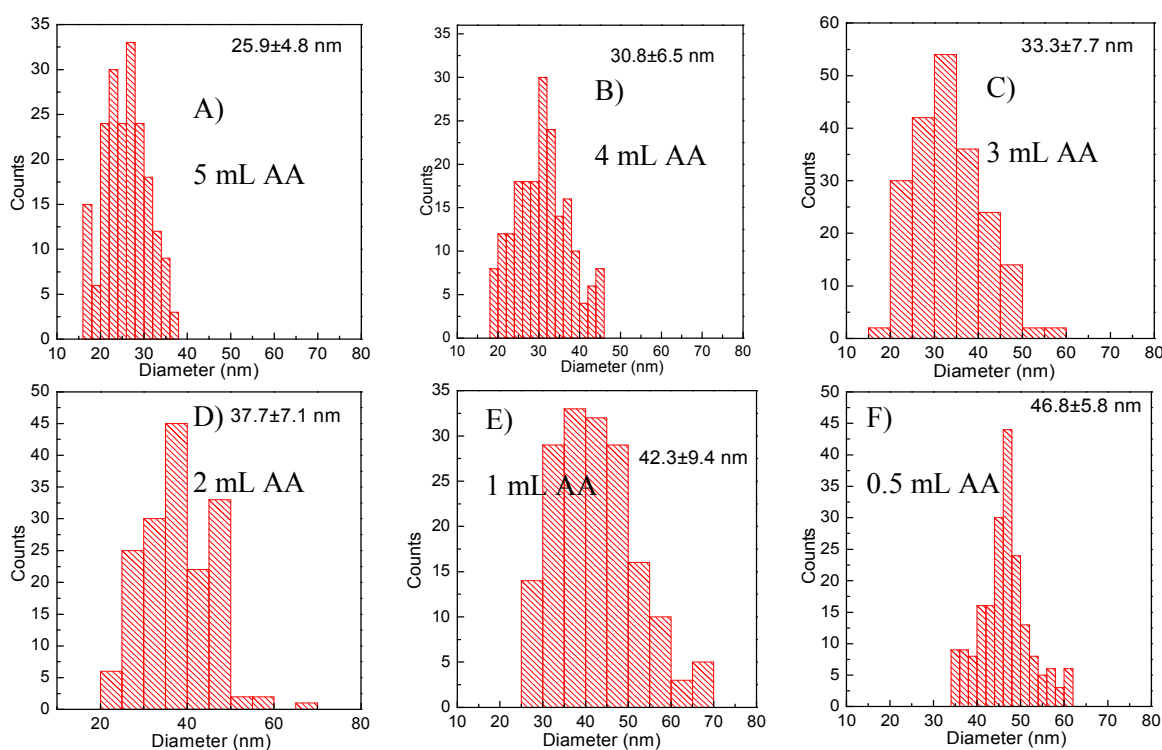 35
30
25
20
15
10
5
0
Counts
25.9±4.8 nm
A)
5 mL AA
10 20 30 40 50 60 70 80
Diameter (nm)
35
30
25
20
15
10
5
0
Counts
30.8±6.5 nm
B)
4 mL AA
10 20 30 40 50 60 70 80
Diameter (nm)
60
50
40
30
20
10
0
Counts
33.3±7.7 nm
C)
3 mL AA
10 20 30 40 50 60 70 80
Diameter (nm)
50
45
40
35
30
25
20
15
10
5
0
Counts
D)
37.7±7.1 nm
2 mL AA
20 40 60 80
Diameter (nm)
35
30
25
20
15
10
5
0
Counts
E)
42.3±9.4 nm
1 mL AA
10 20 30 40 50 60 70 80
Diameter (nm)
50
45
40
35
30
25
20
15
10
5
0
Counts
46.8±5.8 nm
F)
0.5 mL AA
10 20 30 40 50 60 70 80
Diameter (nm)